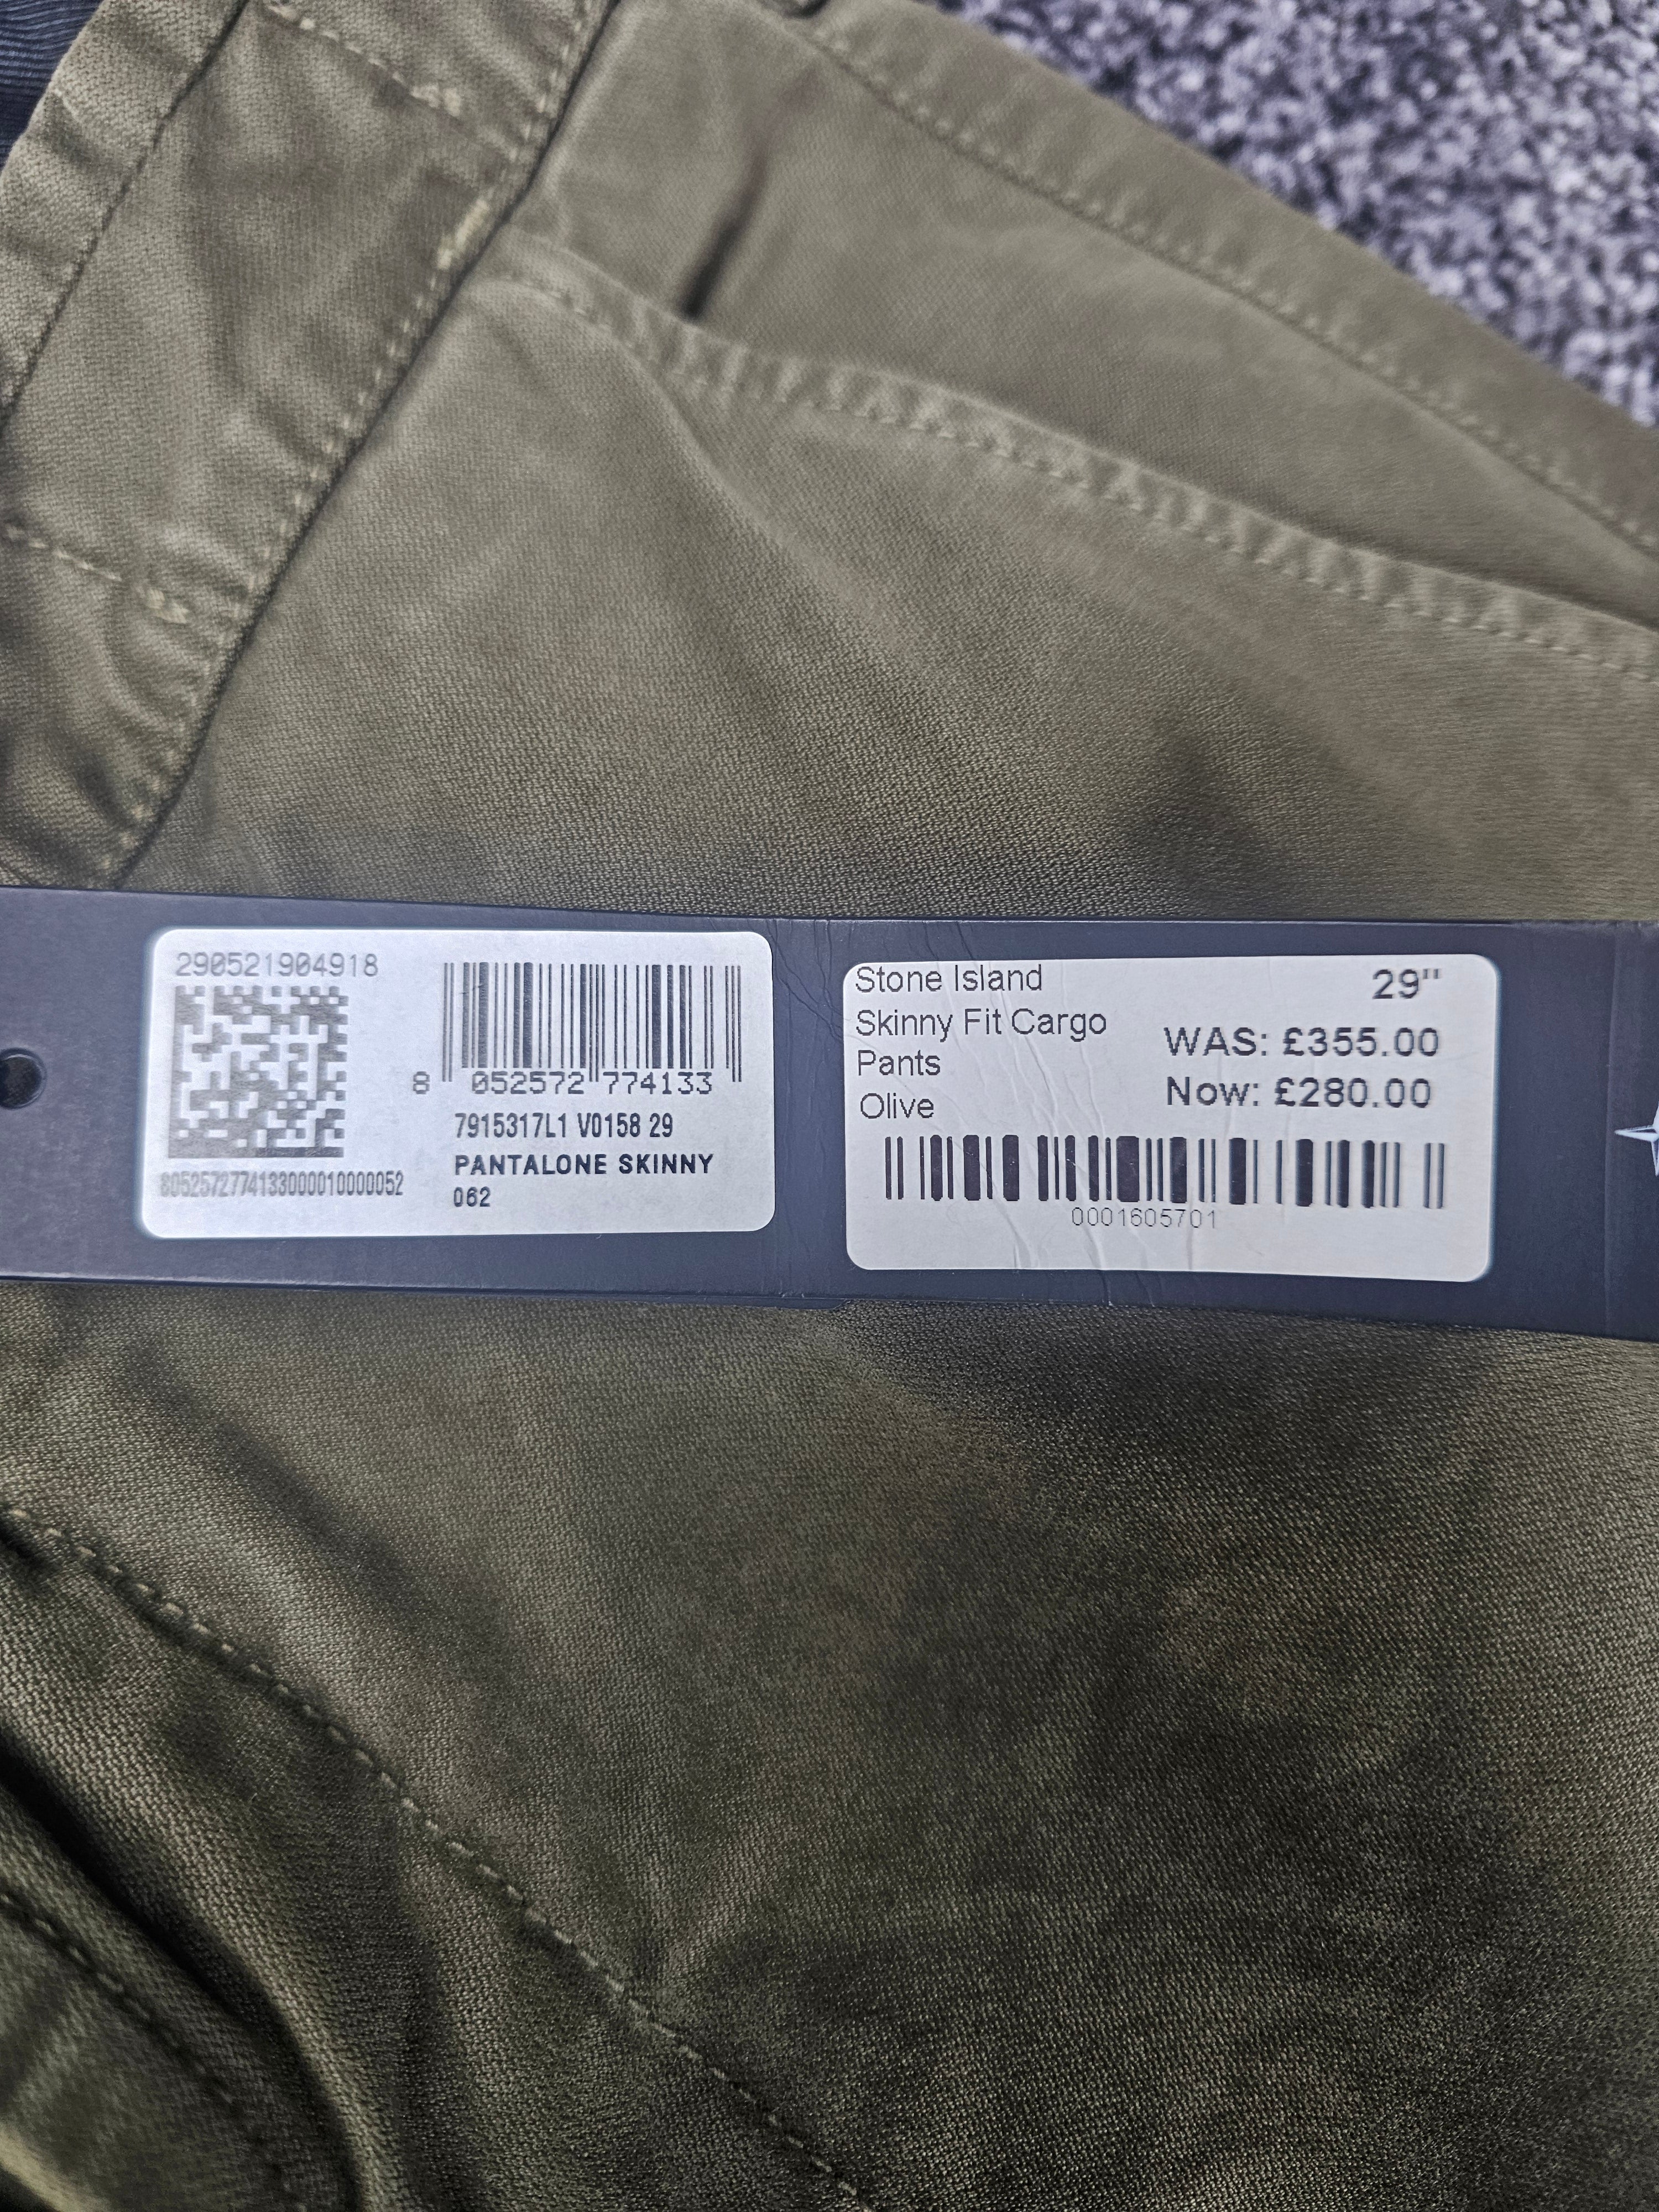 290521904918
8 052572 774133
7915317L1 V0158 29
PANTALONE SKINNY
062
8052572774133000010000052
Stone Island
29"
Skinny Fit Cargo
Pants
Olive
WAS: £355.00
Now: £280.00
0001605701